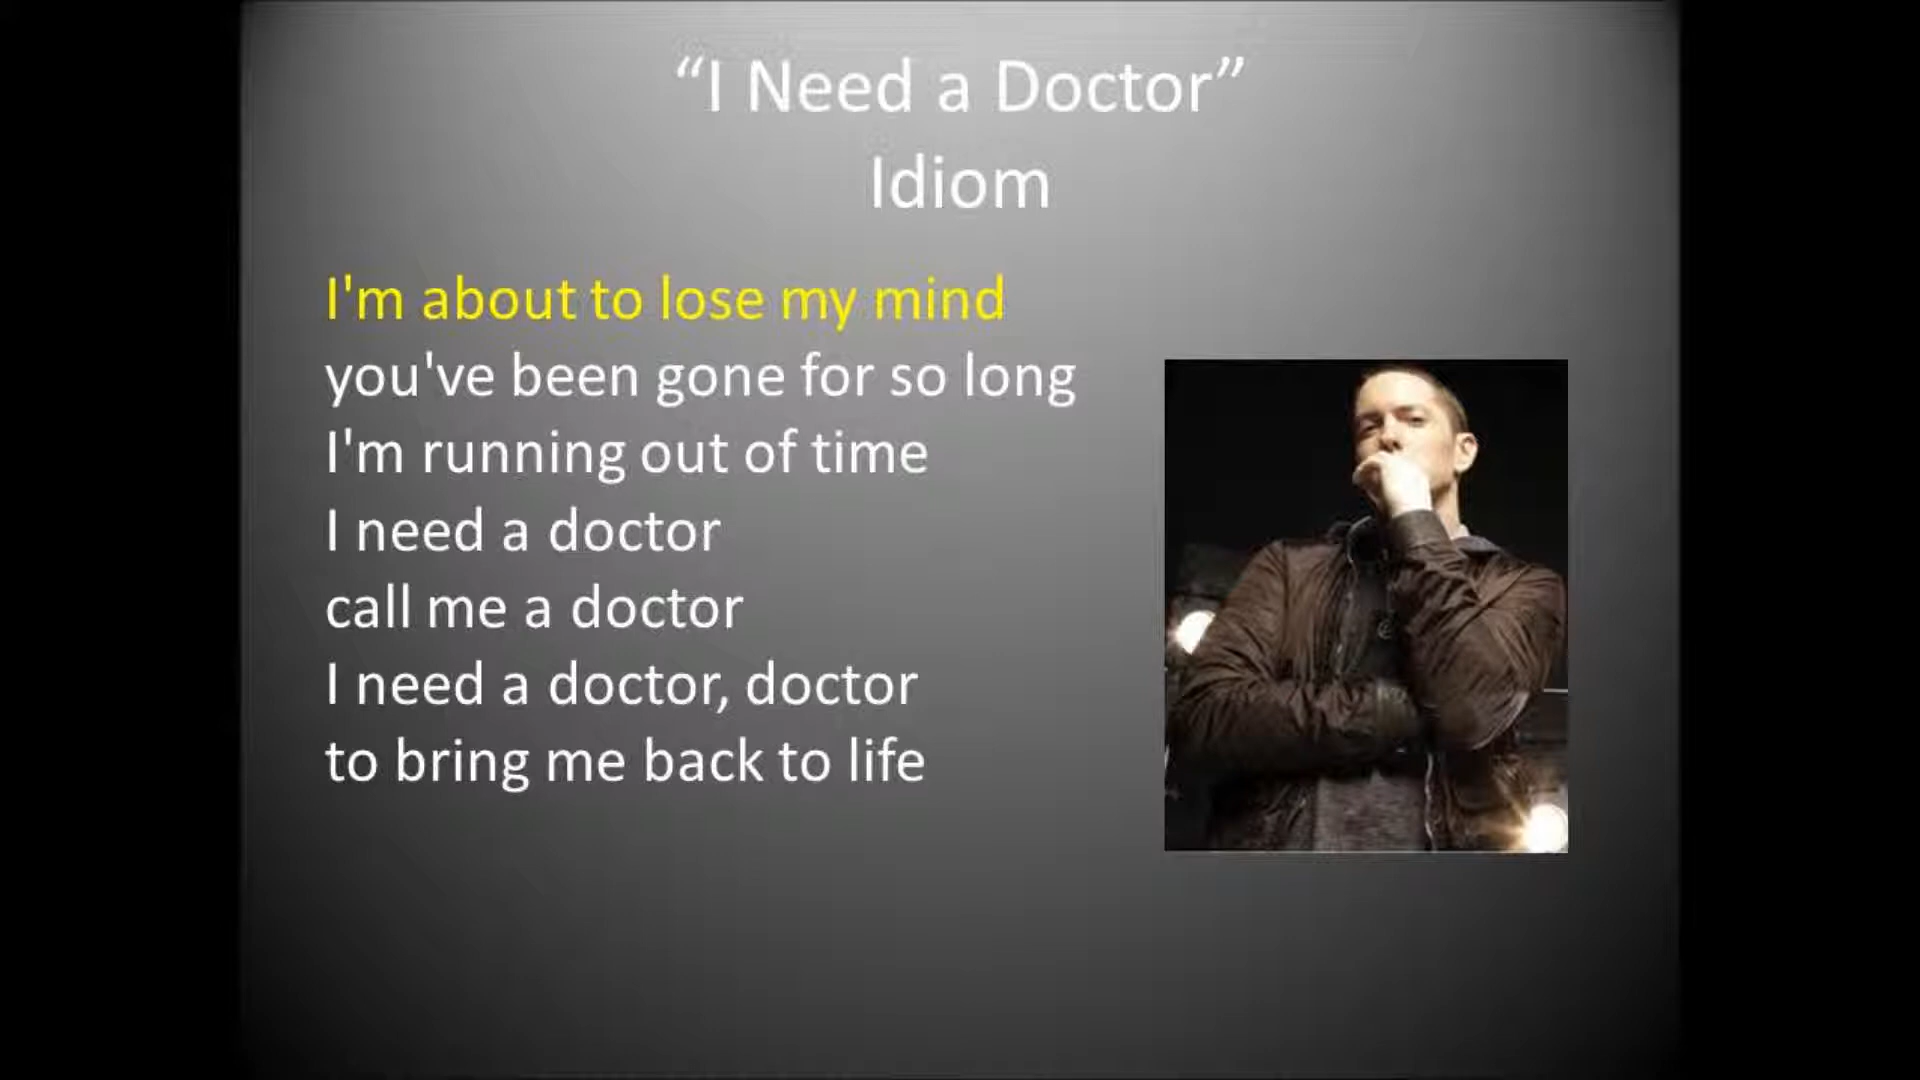 “I Need a Doctor”
Idiom
I'm about to lose my mind
you've been gone for so long
I'm running out of time
I need a doctor
call me a doctor
I need a doctor, doctor
to bring me back to life